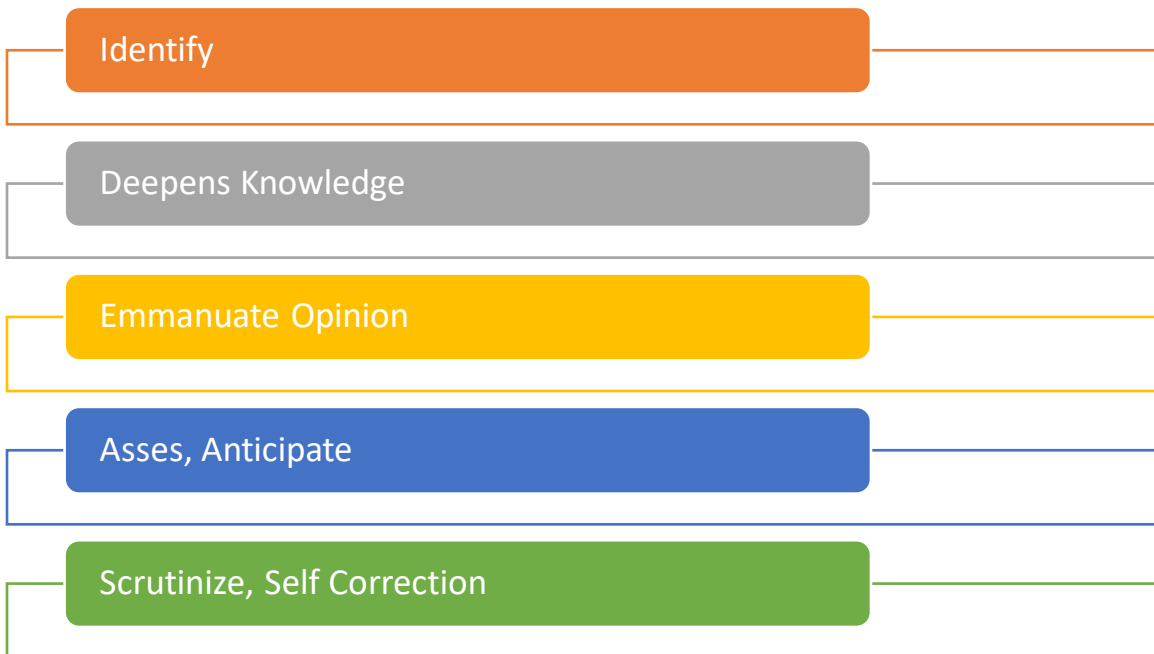 Identify
Deepens Knowledge
Emmanuate Opinion
Asses, Anticipate
Scrutinize, Self Correction